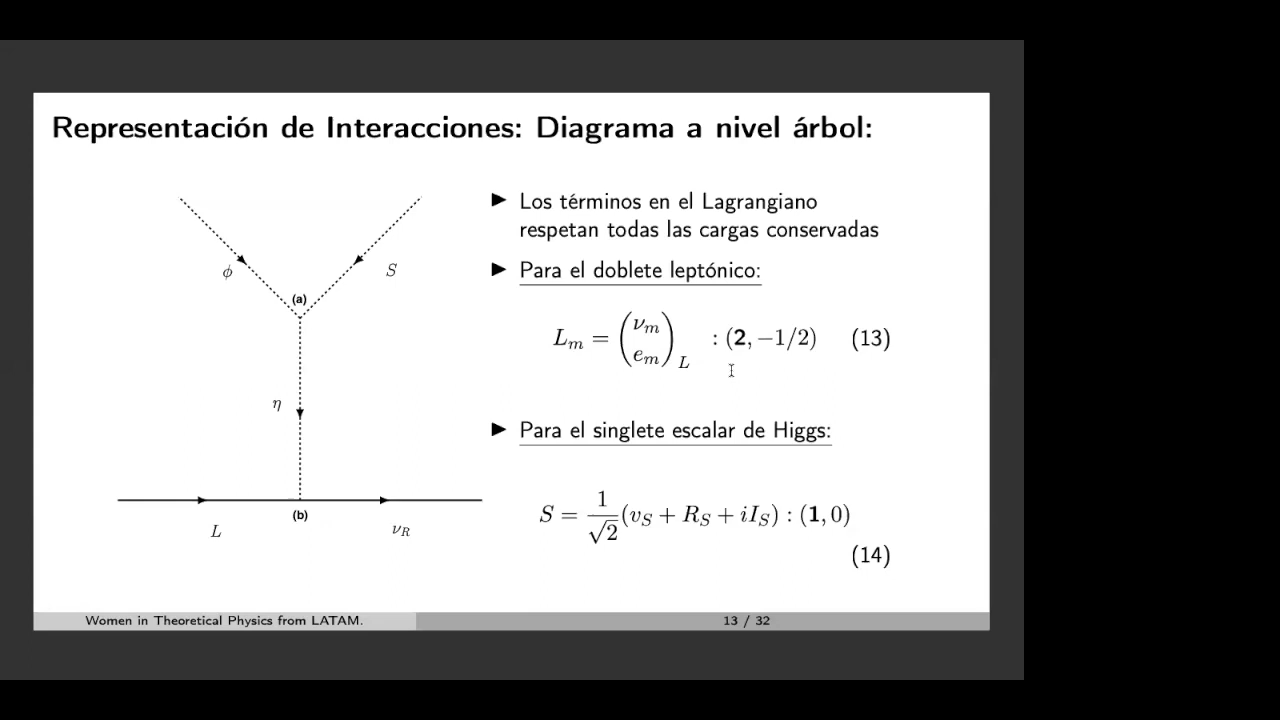 Representación de Interacciones: Diagrama a nivel árbol:
ϕ
S
(a)
η
L
(b)
ν_R
▶ Los términos en el Lagrangiano
respetan todas las cargas conservadas
▶ Para el doblete leptónico:
L_m = (ν_m e_m)_L : (2, −1/2) (13)
▶ Para el singlete escalar de Higgs:
S = 1/√2 (v_S + R_S + iI_S) : (1, 0)
(14)
Women in Theoretical Physics from LATAM.
13 / 32